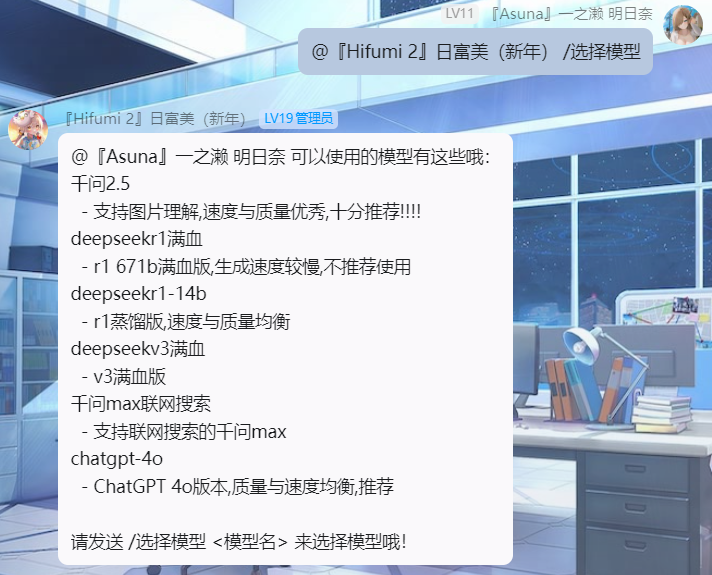 LV11 『Asuna』一之濑 明日奈
@『Hifumi 2』日富美（新年） /选择模型
『Hifumi 2』日富美（新年） LV19 管理员
@『Asuna』一之濑 明日奈 可以使用的模型有这些哦：
千问2.5
- 支持图片理解,速度与质量优秀,十分推荐!!!!
deepseekr1满血
- r1 671b满血版,生成速度较慢,不推荐使用
deepseekr1-14b
- r1蒸馏版,速度与质量均衡
deepseekv3满血
- v3满血版
千问max联网搜索
- 支持联网搜索的千问max
chatgpt-4o
- ChatGPT 4o版本,质量与速度均衡,推荐
请发送 /选择模型 <模型名> 来选择模型哦！